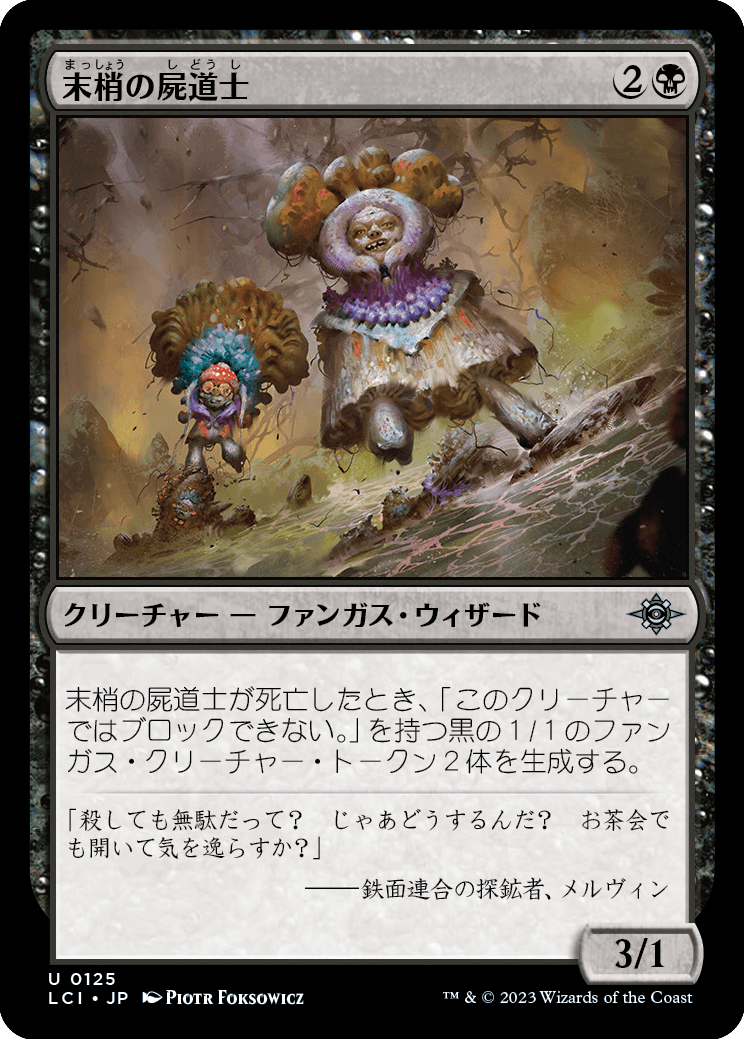 まっしょう しどうし
末梢の屍道士 2
クリーチャー — ファンガス・ウィザード
末梢の屍道士が死亡したとき、「このクリーチャー
ではブロックできない。」を持つ黒の1/1のファン
ガス・クリーチャー・トークン2体を生成する。
「殺しても無駄だって?　じゃあどうするんだ?　お茶会で
も開いて気を逸らすか?」
——鉄面連合の探鉱者、メルヴィン
3/1
U 0125
LCI • JP Piotr Foksowicz
™ & © 2023 Wizards of the Coast